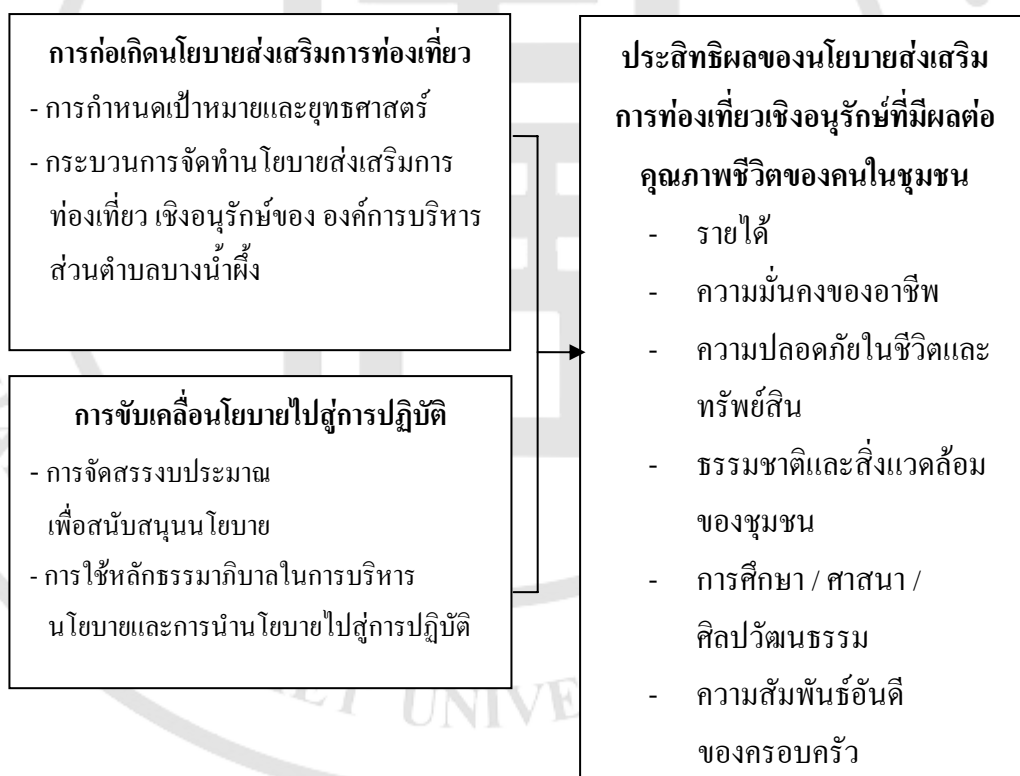 การก่อเกิดนโยบายส่งเสริมการท่องเที่ยว
- การกำหนดเป้าหมายและยุทธศาสตร์
- กระบวนการจัดทำนโยบายส่งเสริมการ
ท่องเที่ยว เชิงอนุรักษ์ของ องค์การบริหาร
ส่วนตำบลบางน้ำผึ้ง
การขับเคลื่อนโยบายไปสู่การปฏิบัติ
- การจัดสรรงบประมาณ
เพื่อสนับสนุนนโยบาย
- การใช้หลักธรรมาภิบาลในการบริหาร
นโยบายและการนำนโยบายไปสู่การปฏิบัติ
ประสิทธิผลของนโยบายส่งเสริม
การท่องเที่ยวเชิงอนุรักษ์ที่มีผลต่อ
คุณภาพชีวิตของคนในชุมชน
- รายได้
- ความมั่นคงของอาชีพ
- ความปลอดภัยในชีวิตและ
ทรัพย์สิน
- ธรรมชาติและสิ่งแวดล้อม
ของชุมชน
- การศึกษา / ศาสนา /
ศิลปวัฒนธรรม
- ความสัมพันธ์อันดี
ของครอบครัว